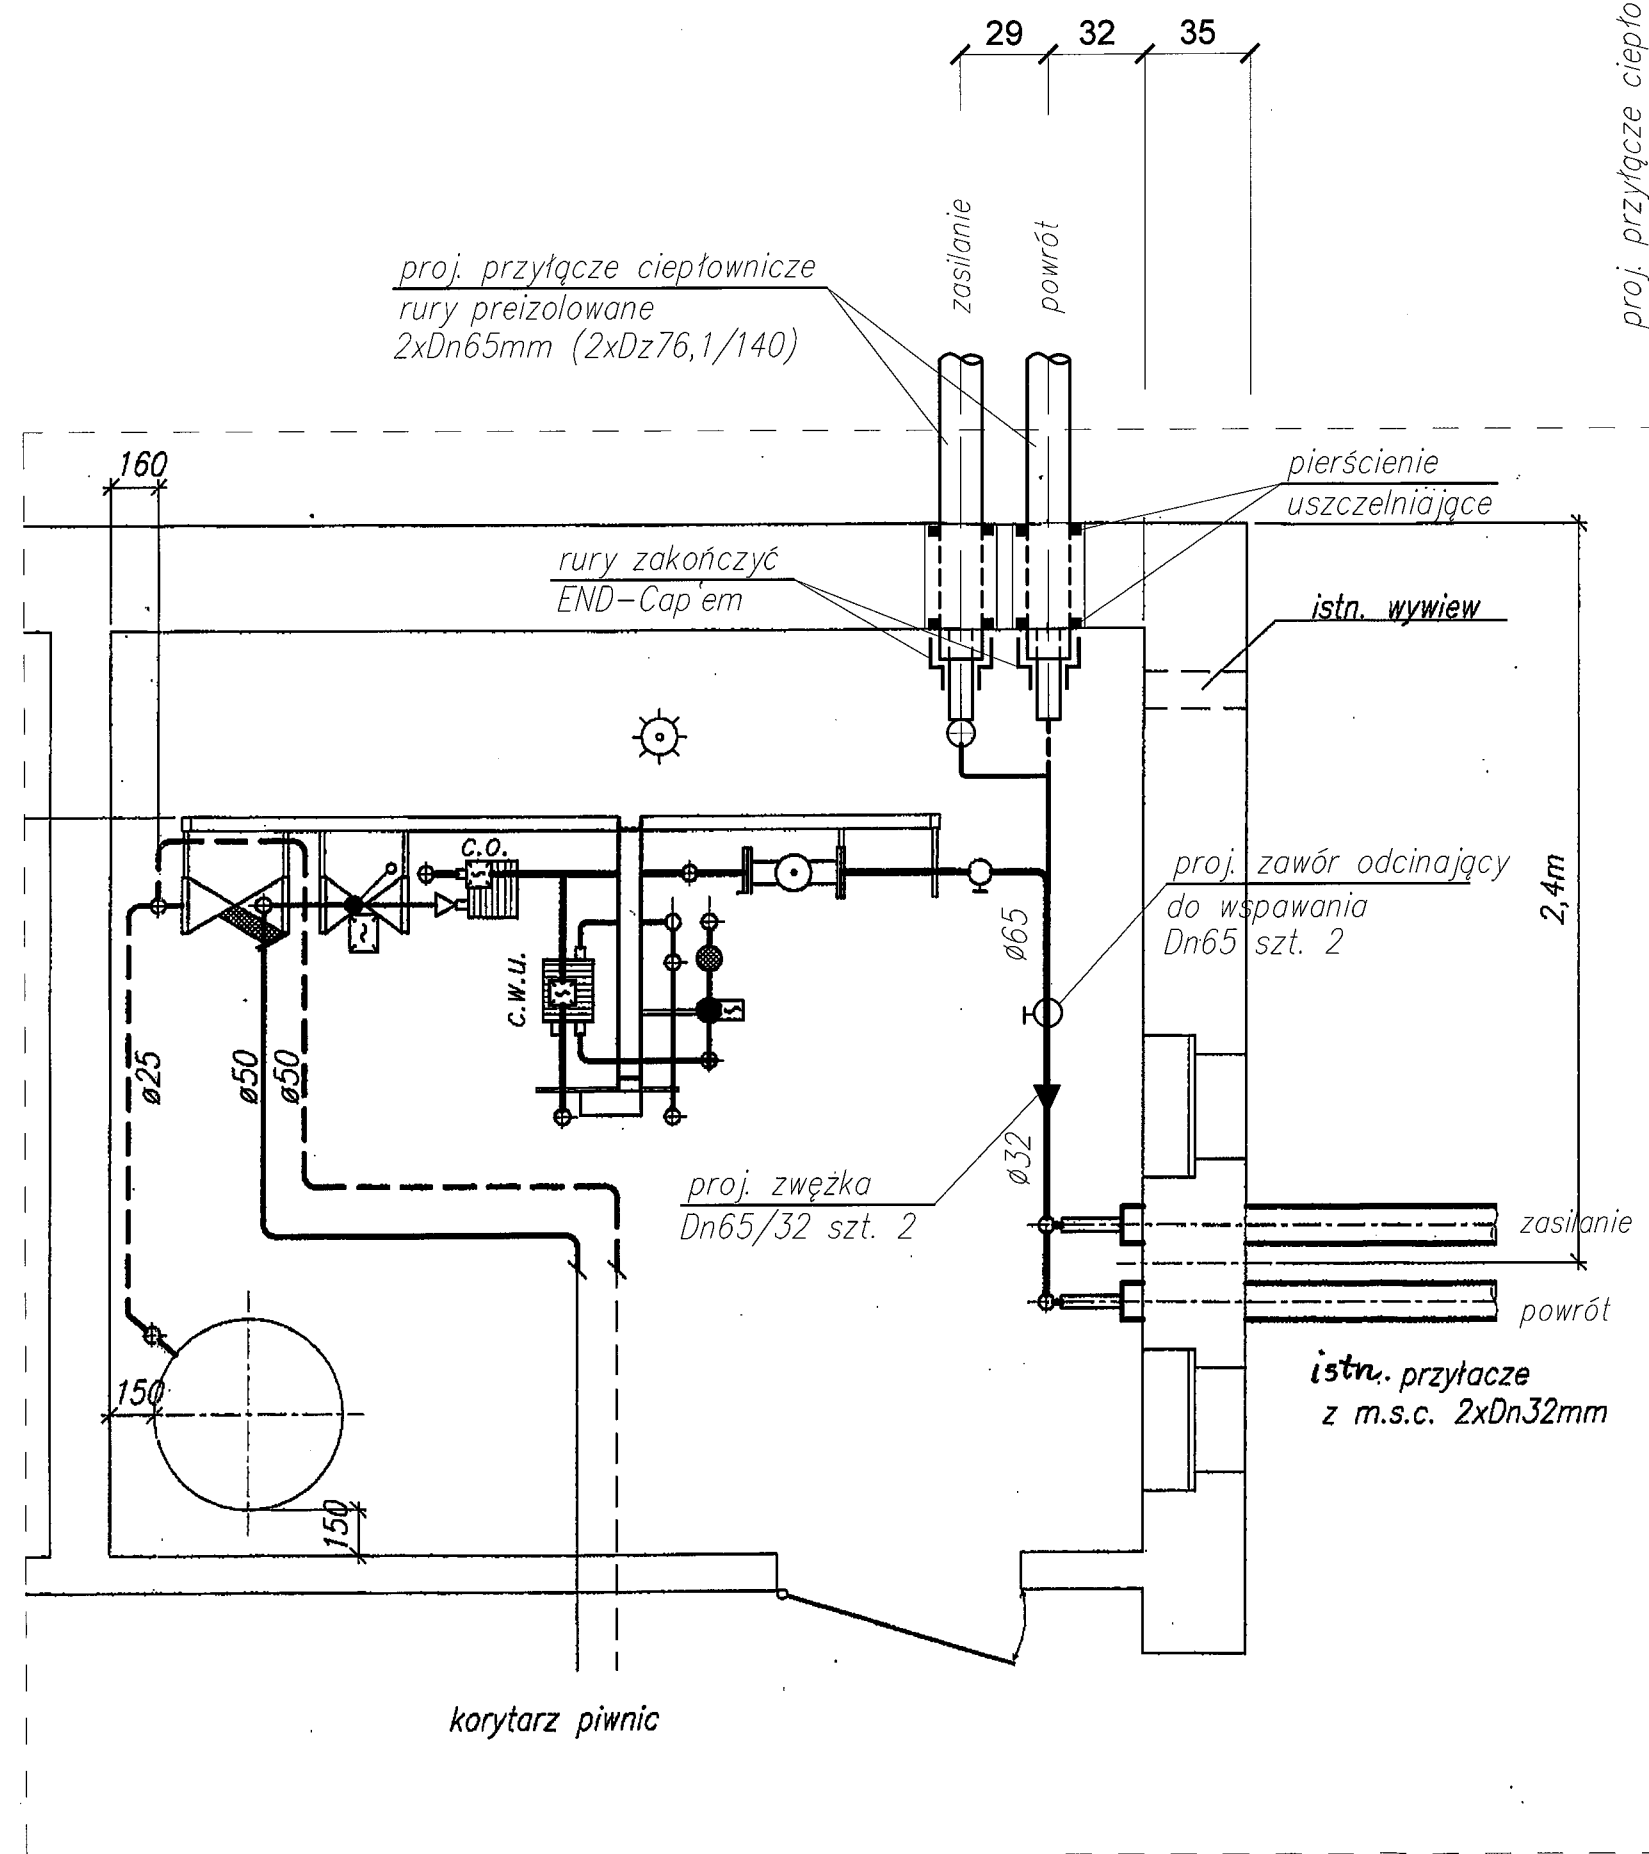 29 32 35
proj. przyłącze ciepło
zasilanie
powrót
proj. przyłącze ciepłownicze
rury preizolowane
2xDn65mm (2xDz76,1/140)
160
pierścienie
uszczelniające
rury zakończyć
END-Cap'em
istn. wywiew
c.o.
proj. zawór odcinający
do wspawania
Dn65 szt. 2
2,4m
ø65
c.w.u.
ø25
ø50
ø50
ø32
proj. zwężka
Dn65/32 szt. 2
zasilanie
powrót
istn. przyłacze
z m.s.c. 2xDn32mm
150
150
korytarz piwnic